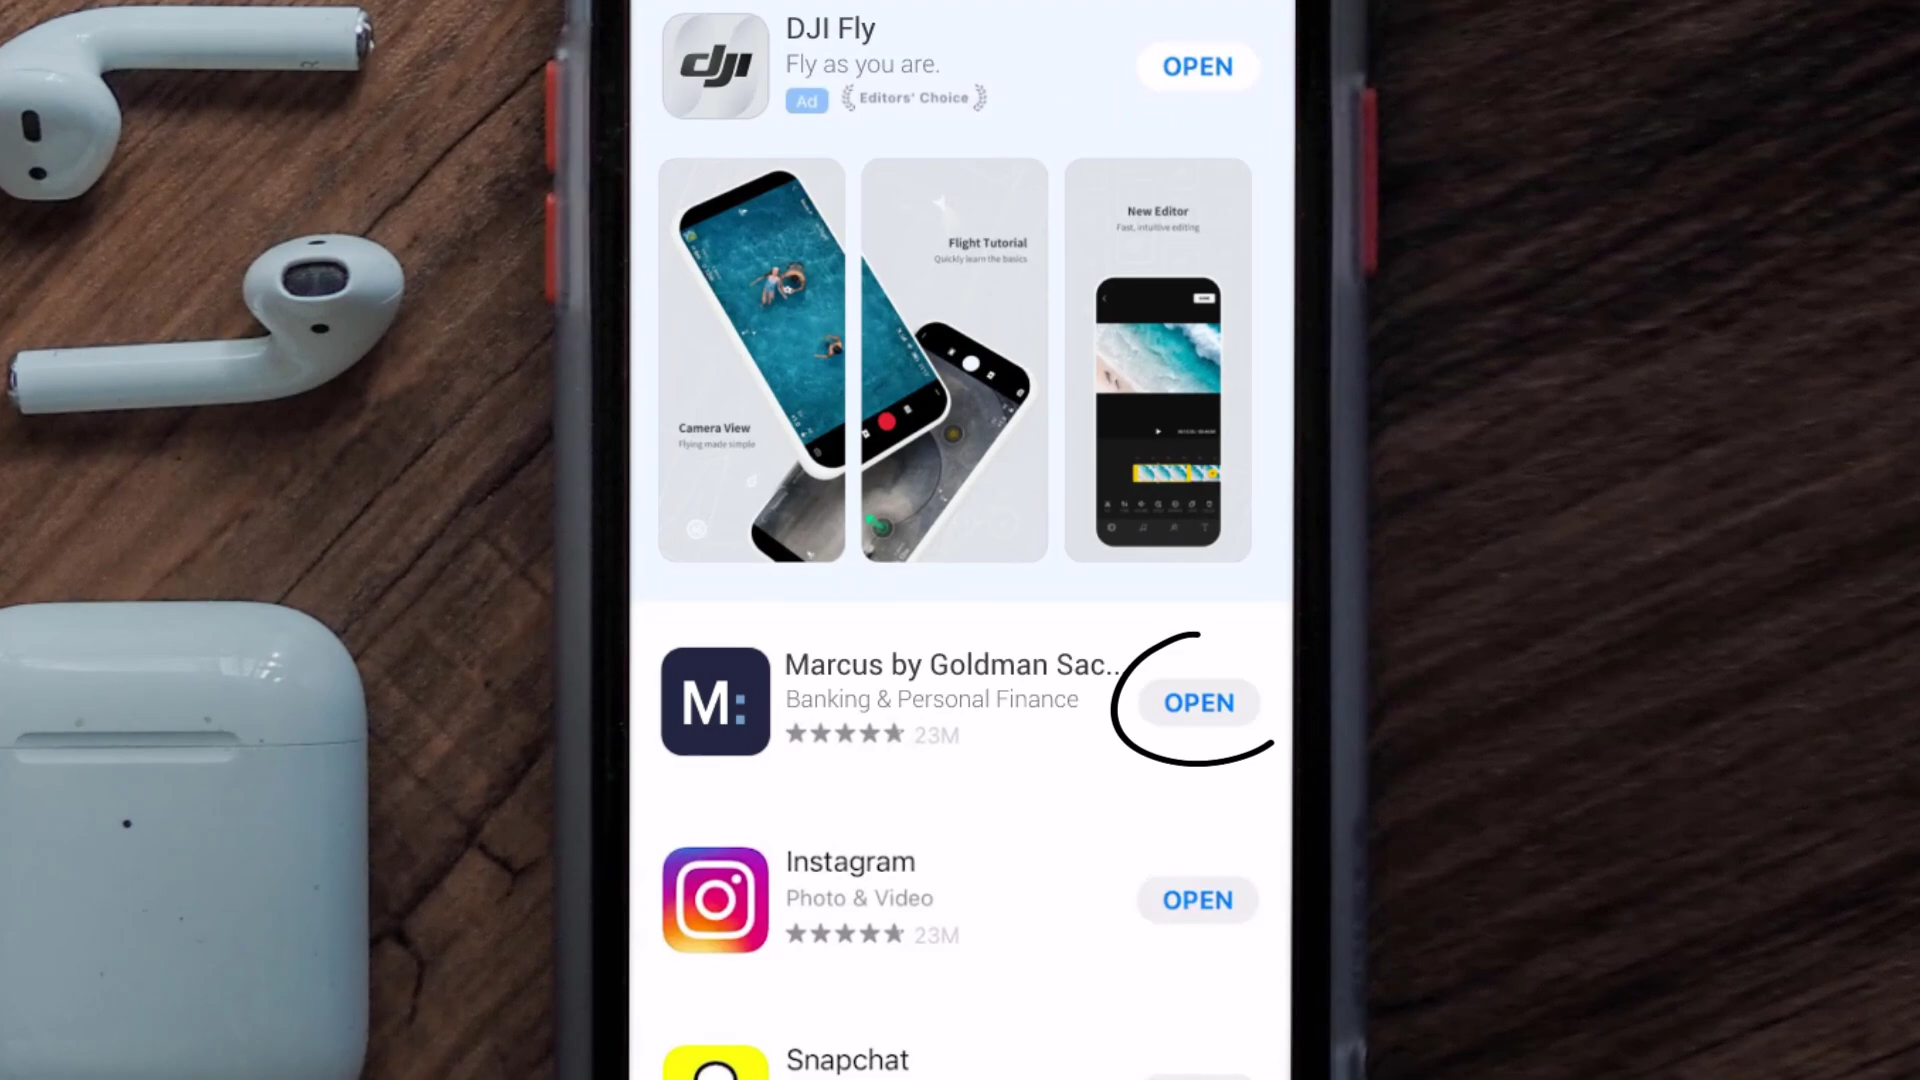 DJI Fly
Fly as you are.
OPEN
Ad
Editors' Choice
dji
New Editor
Fast, intuitive editing
Flight Tutorial
Quickly learn the basics
Camera View
Flying made simple
Marcus by Goldman Sac..
Banking & Personal Finance
23M
OPEN
M:
Instagram
Photo & Video
23M
OPEN
Snapchat